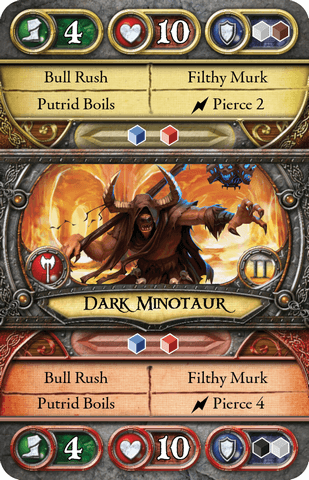 4 10
Bull Rush Filthy Murk
Putrid Boils Pierce 2
Dark Minotaur II
Bull Rush Filthy Murk
Putrid Boils Pierce 4
4 10